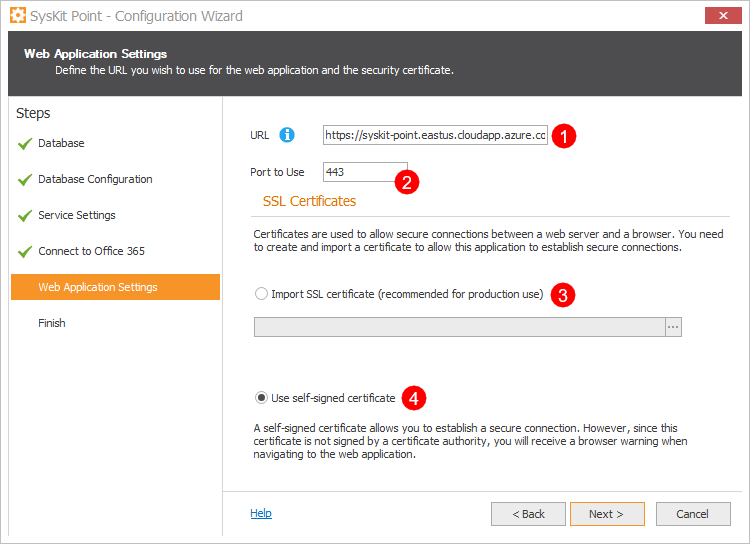 SysKit Point - Configuration Wizard
Web Application Settings
Define the URL you wish to use for the web application and the security certificate.
Steps
Database
Database Configuration
Service Settings
Connect to Office 365
Web Application Settings
Finish
URL https://syskit-point.eastus.cloudapp.azure.co 1
Port to Use 443 2
SSL Certificates
Certificates are used to allow secure connections between a web server and a browser. You need
to create and import a certificate to allow this application to establish secure connections.
Import SSL certificate (recommended for production use) 3
...
Use self-signed certificate 4
A self-signed certificate allows you to establish a secure connection. However, since this
certificate is not signed by a certificate authority, you will receive a browser warning when
navigating to the web application.
Help < Back Next > Cancel